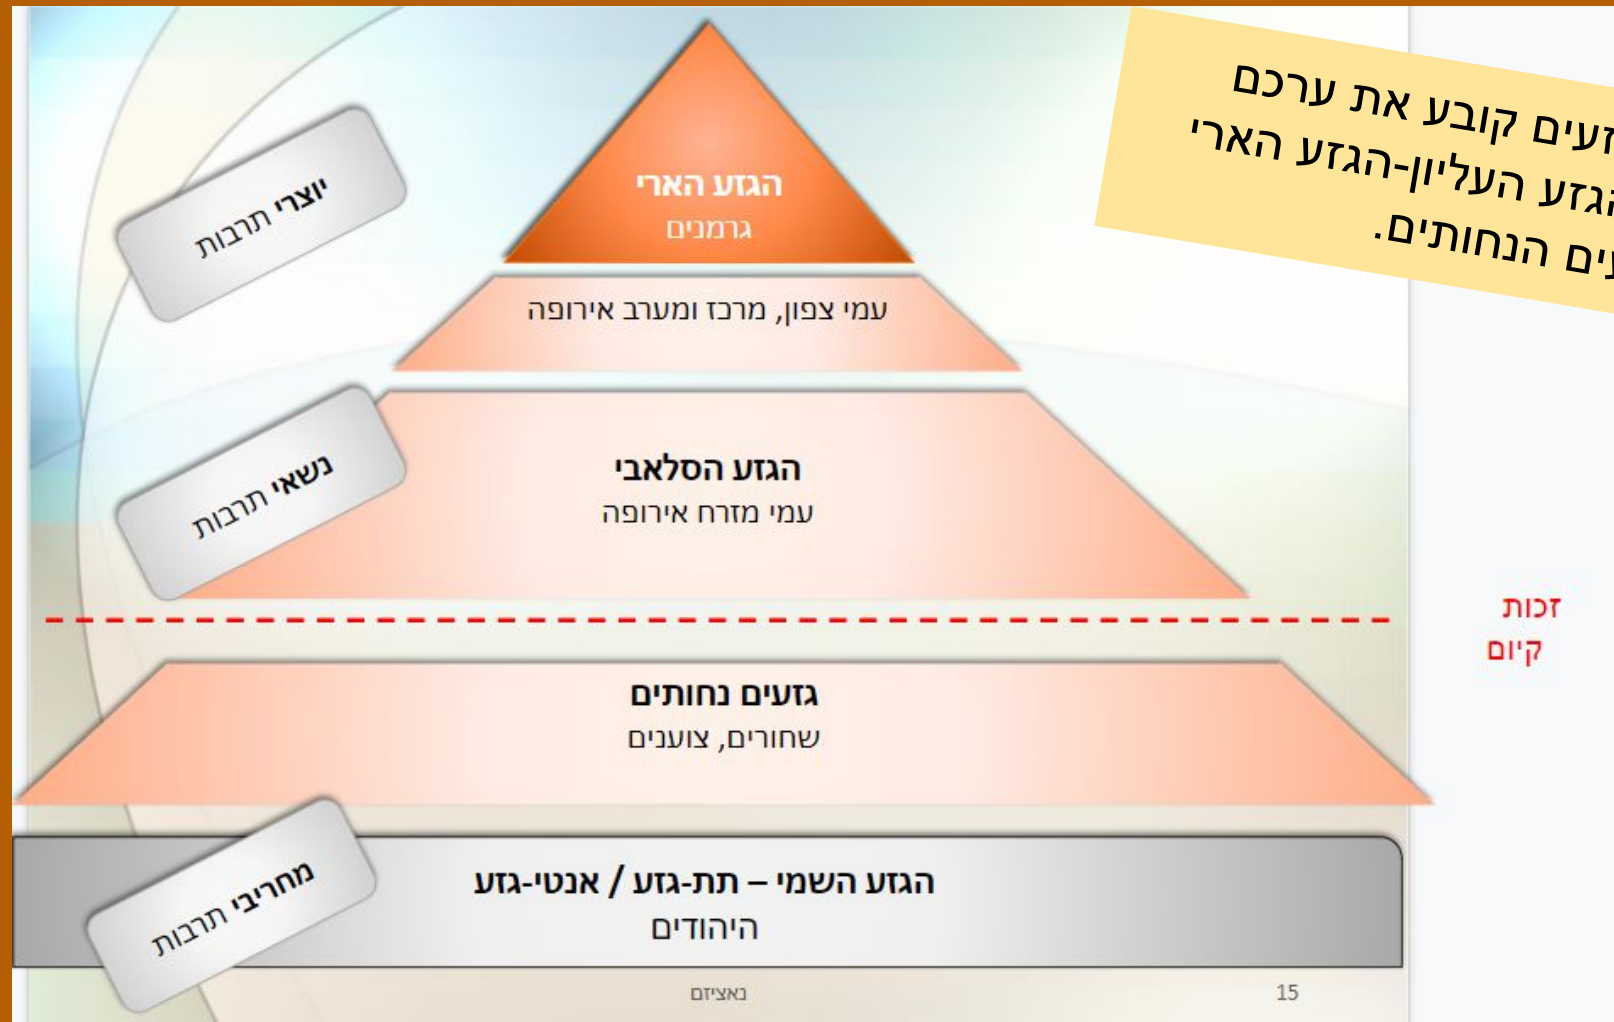 זעים קובע את ערכם
הגזע העליון-הגזע הארי
הנחותים.
יוצרי תרבות
הגזע הארי
גרמנים
עמי צפון, מרכז ומערב אירופה
נשאי תרבות
הגזע הסלאבי
עמי מזרח אירופה
זכות
קיום
גזעים נחותים
שחורים, צוענים
מחריבי תרבות
הגזע השמי – תת-גזע / אנטי-גזע
היהודים
נאציזם
15